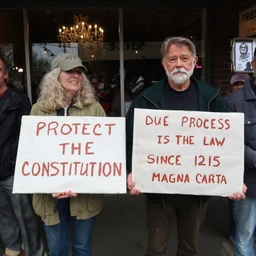 PROTECT
THE
CONSTITUTION
DUE PROCESS
IS THE LAW
SINCE 1215
MAGNA CARTA